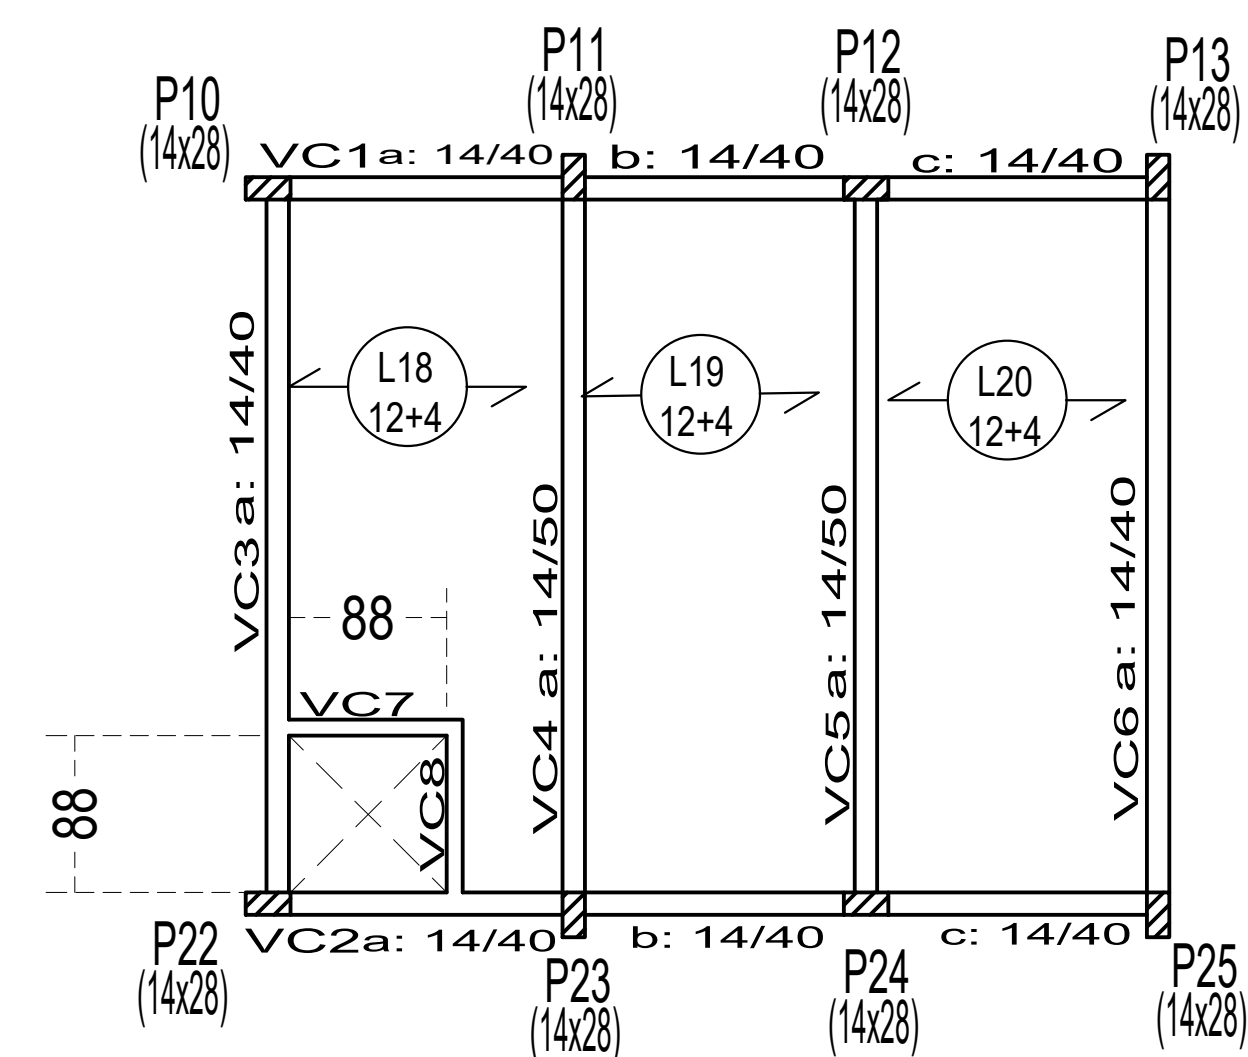 P10
(14x28)
P11
(14x28)
P12
(14x28)
P13
(14x28)
VC1a: 14/40
b: 14/40
c: 14/40
L18
12+4
L19
12+4
L20
12+4
VC3 a: 14/40
VC4 a: 14/50
VC5 a: 14/50
VC6 a: 14/40
88
VC7
VC8
88
VC2a: 14/40
b: 14/40
c: 14/40
P22
(14x28)
P23
(14x28)
P24
(14x28)
P25
(14x28)